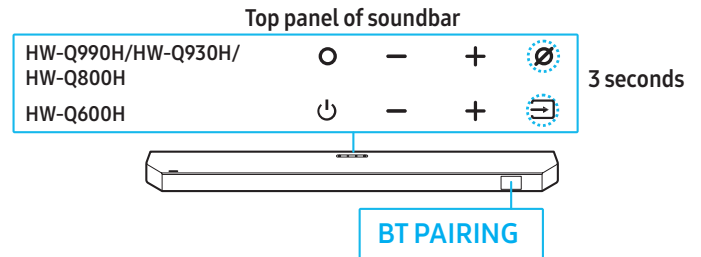 Top panel of soundbar
HW-Q990H/HW-Q930H/
HW-Q800H
3 seconds
HW-Q600H
BT PAIRING